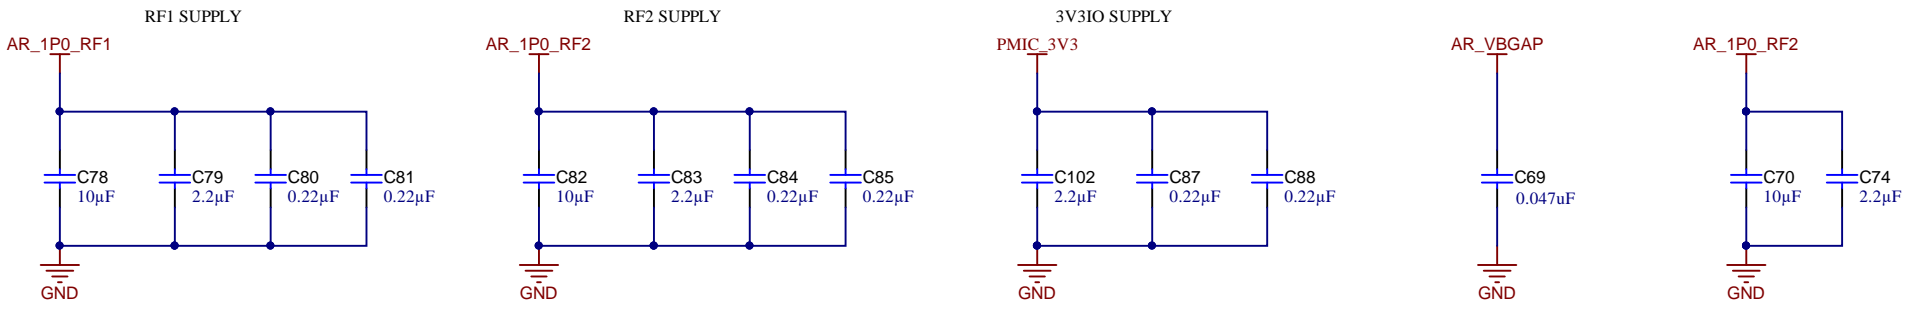 RF1 SUPPLY
RF2 SUPPLY
3V3IO SUPPLY
AR_1P0_RF1
AR_1P0_RF2
PMIC_3V3
AR_VBGAP
AR_1P0_RF2
C78
10µF
C79
2.2µF
C80
0.22µF
C81
0.22µF
C82
10µF
C83
2.2µF
C84
0.22µF
C85
0.22µF
C102
2.2µF
C87
0.22µF
C88
0.22µF
C69
0.047uF
C70
10µF
C74
2.2µF
GND
GND
GND
GND
GND